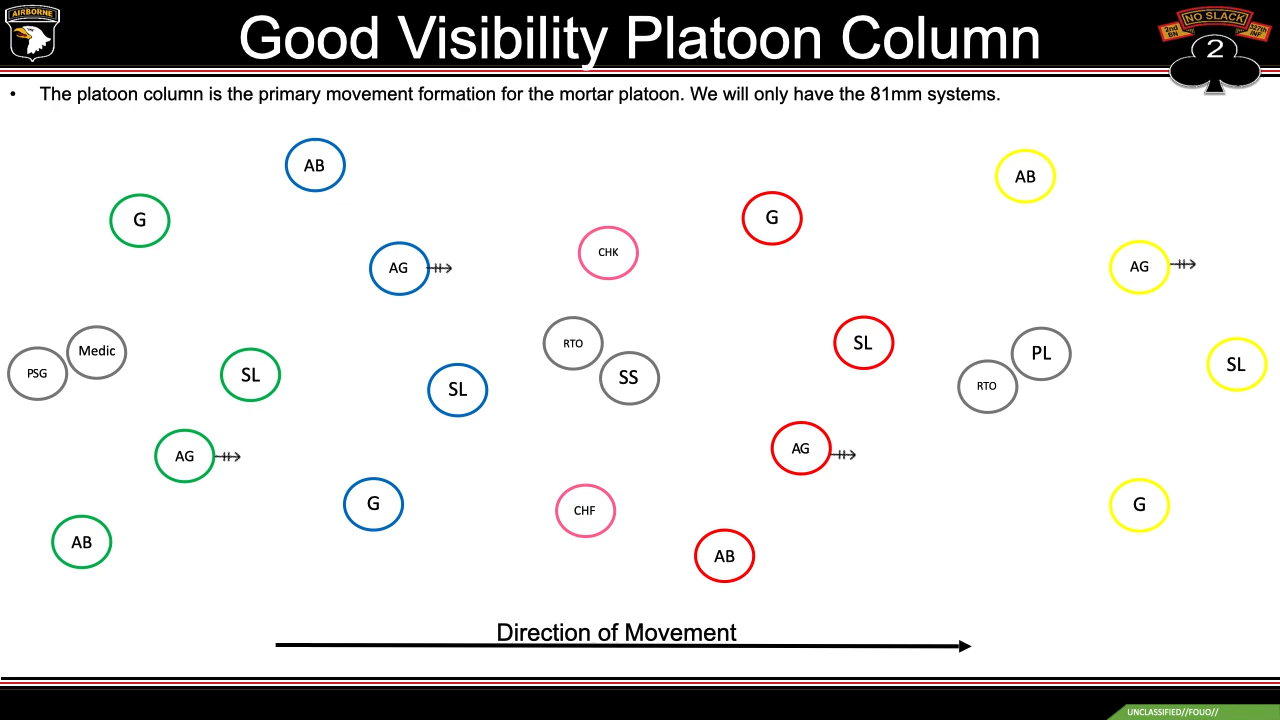 AIRBORNE
Good Visibility Platoon Column
NO SLACK
2nd BN
327th INF
2
• The platoon column is the primary movement formation for the mortar platoon. We will only have the 81mm systems.
AB
AB
G
G
CHK
AG
AG
AG
RTO
SL
PL
Medic
PSG
SL
SL
SS
RTO
SL
AG
AG
G
CHF
G
AB
AB
Direction of Movement
UNCLASSIFIED//FOUO//